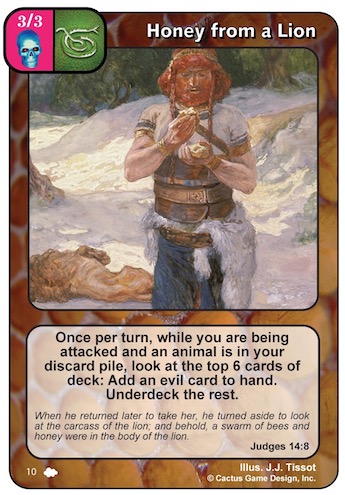 3/3
Honey from a Lion
Once per turn, while you are being
attacked and an animal is in your
discard pile, look at the top 6 cards of
deck: Add an evil card to hand.
Underdeck the rest.
When he returned later to take her, he turned aside to look
at the carcass of the lion; and behold, a swarm of bees and
honey were in the body of the lion.
Judges 14:8
10
Illus. J.J. Tissot
© Cactus Game Design, Inc.